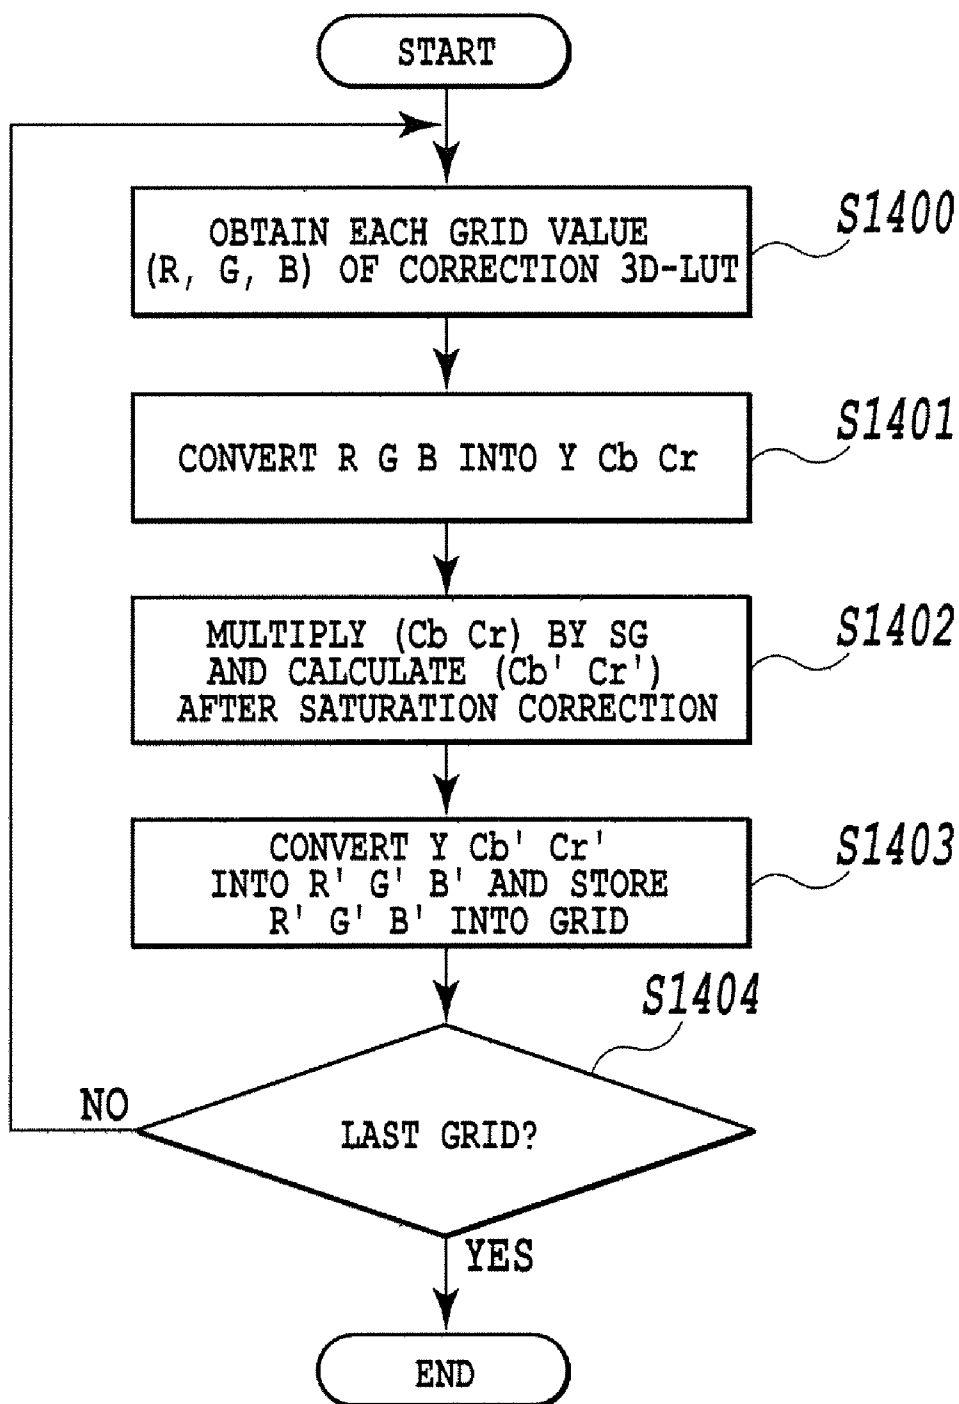 START
OBTAIN EACH GRID VALUE
(R, G, B) OF CORRECTION 3D-LUT
S1400
CONVERT R G B INTO Y Cb Cr
S1401
MULTIPLY (Cb Cr) BY SG
AND CALCULATE (Cb' Cr')
AFTER SATURATION CORRECTION
S1402
CONVERT Y Cb' Cr'
INTO R' G' B' AND STORE
R' G' B' INTO GRID
S1403
S1404
LAST GRID?
NO
YES
END